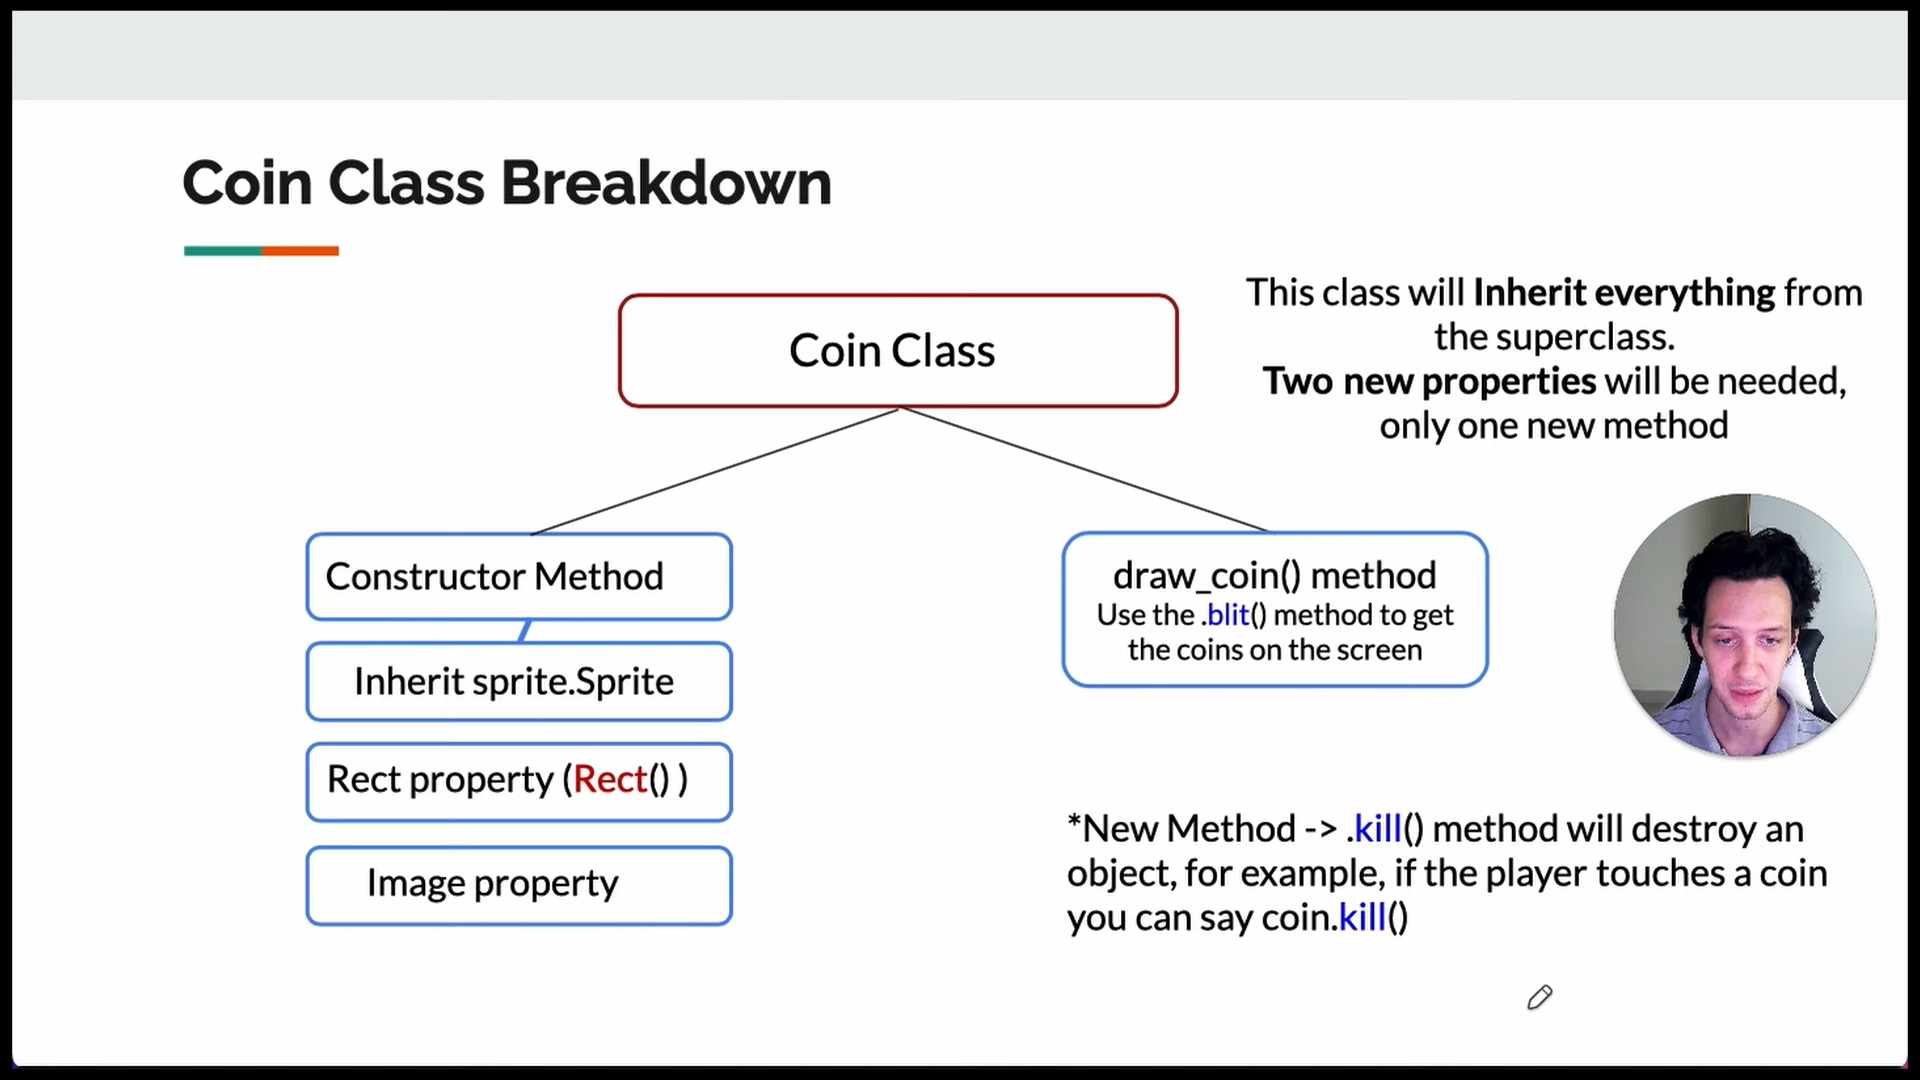 Coin Class Breakdown
This class will Inherit everything from
the superclass.
Two new properties will be needed,
only one new method
Coin Class
Constructor Method
Inherit sprite.Sprite
Rect property (Rect() )
Image property
draw_coin() method
Use the .blit() method to get
the coins on the screen
*New Method -> .kill() method will destroy an
object, for example, if the player touches a coin
you can say coin.kill()